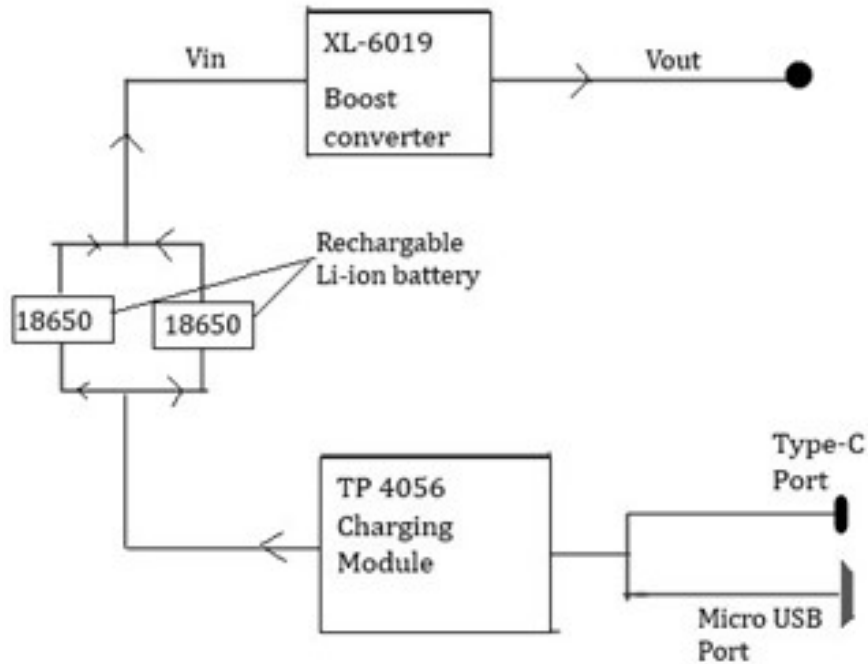 XL-6019
Boost
converter
Vin
Vout
Rechargable
Li-ion battery
18650
18650
TP 4056
Charging
Module
Type-C
Port
Micro USB
Port